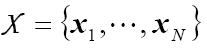 X = {x₁,⋯,x_N}